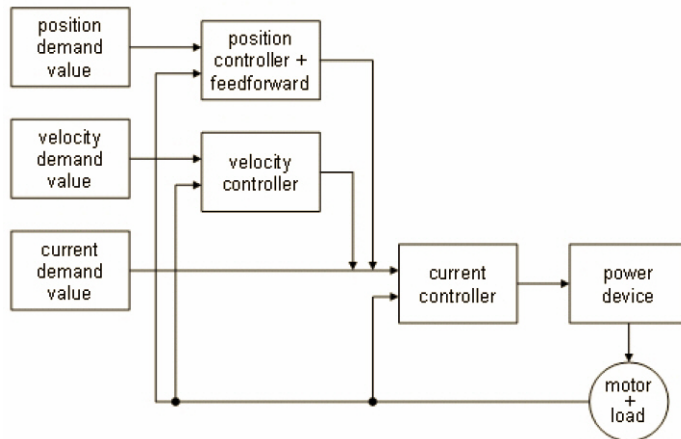 position
demand
value
position
controller +
feedforward
velocity
demand
value
velocity
controller
current
demand
value
current
controller
power
device
motor
+
load